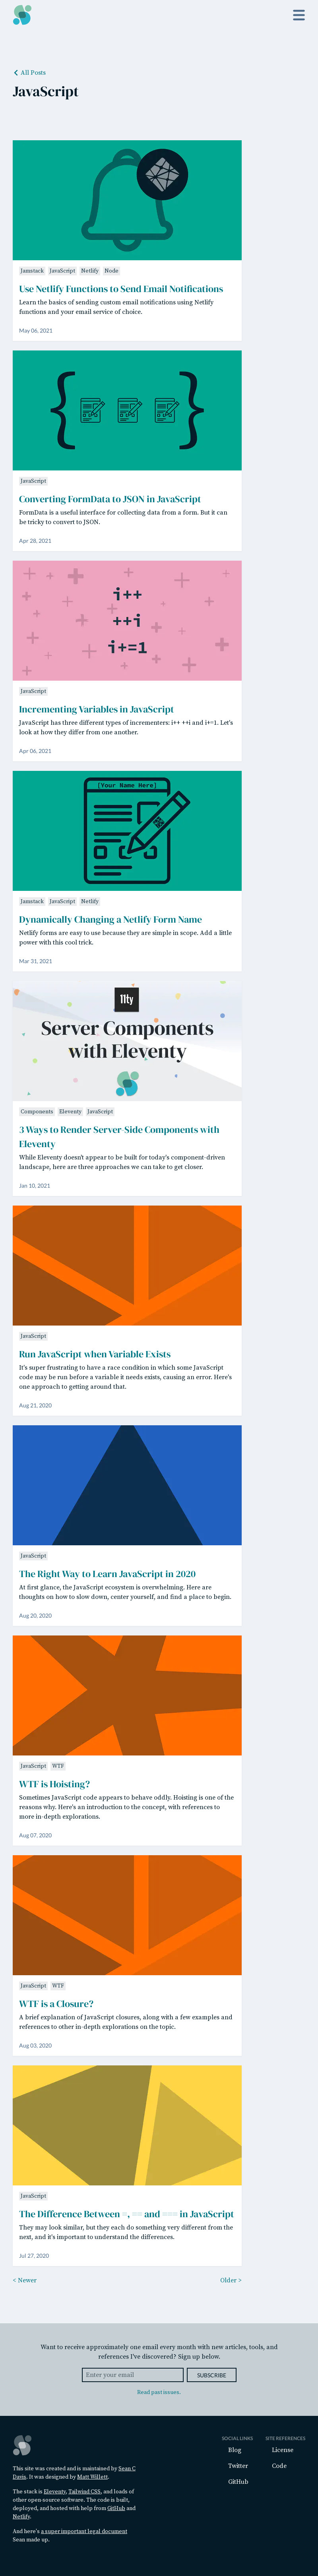 All Posts
JavaScript
Jamstack JavaScript Netlify Node
Use Netlify Functions to Send Email Notifications
Learn the basics of sending custom email notifications using Netlify
functions and your email service of choice.
May 06, 2021
{ }
JavaScript
Converting FormData to JSON in JavaScript
FormData is a useful interface for collecting data from a form. But it can
be tricky to convert to JSON.
Apr 28, 2021
i++
++i
i+=1
JavaScript
Incrementing Variables in JavaScript
JavaScript has three different types of incrementers: i++ ++i and i+=1. Let's
look at how they differ from one another.
Apr 06, 2021
[Your Name Here]
Jamstack JavaScript Netlify
Dynamically Changing a Netlify Form Name
Netlify forms are easy to use because they are simple in scope. Add a little
power with this cool trick.
Mar 31, 2021
11ty
Server Components
with Eleventy
Components Eleventy JavaScript
3 Ways to Render Server-Side Components with
Eleventy
While Eleventy doesn't appear to be built for today's component-driven
landscape, here are three approaches we can take to get closer.
Jan 10, 2021
JavaScript
Run JavaScript when Variable Exists
It's super frustrating to have a race condition in which some JavaScript
code may be run before a variable it needs exists, causing an error. Here's
one approach to getting around that.
Aug 21, 2020
JavaScript
The Right Way to Learn JavaScript in 2020
At first glance, the JavaScript ecosystem is overwhelming. Here are
thoughts on how to slow down, center yourself, and find a place to begin.
Aug 20, 2020
JavaScript WTF
WTF is Hoisting?
Sometimes JavaScript code appears to behave oddly. Hoisting is one of the
reasons why. Here's an introduction to the concept, with references to
more in-depth explorations.
Aug 07, 2020
JavaScript WTF
WTF is a Closure?
A brief explanation of JavaScript closures, along with a few examples and
references to other in-depth explorations on the topic.
Aug 03, 2020
JavaScript
The Difference Between =, == and === in JavaScript
They may look similar, but they each do something very different from the
next, and it's important to understand the differences.
Jul 27, 2020
< Newer Older >
Want to receive approximately one email every month with new articles, tools, and
references I've discovered? Sign up below.
Enter your email SUBSCRIBE
Read past issues.
SOCIAL LINKS SITE REFERENCES
Blog License
Twitter Code
GitHub
This site was created and is maintained by Sean C
Davis. It was designed by Matt Willett.
The stack is Eleventy, Tailwind CSS, and loads of
other open source software. The code is built,
deployed, and hosted with help from GitHub and
Netlify.
And here's a super important legal document
Sean made up.